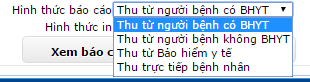 Hình thức báo cáo Thu từ người bệnh có BHYT
Hình thức in Thu từ người bệnh có BHYT
Thu từ người bệnh không BHYT
Xem báo c Thu từ Bảo hiểm y tế
Thu trực tiếp bệnh nhân